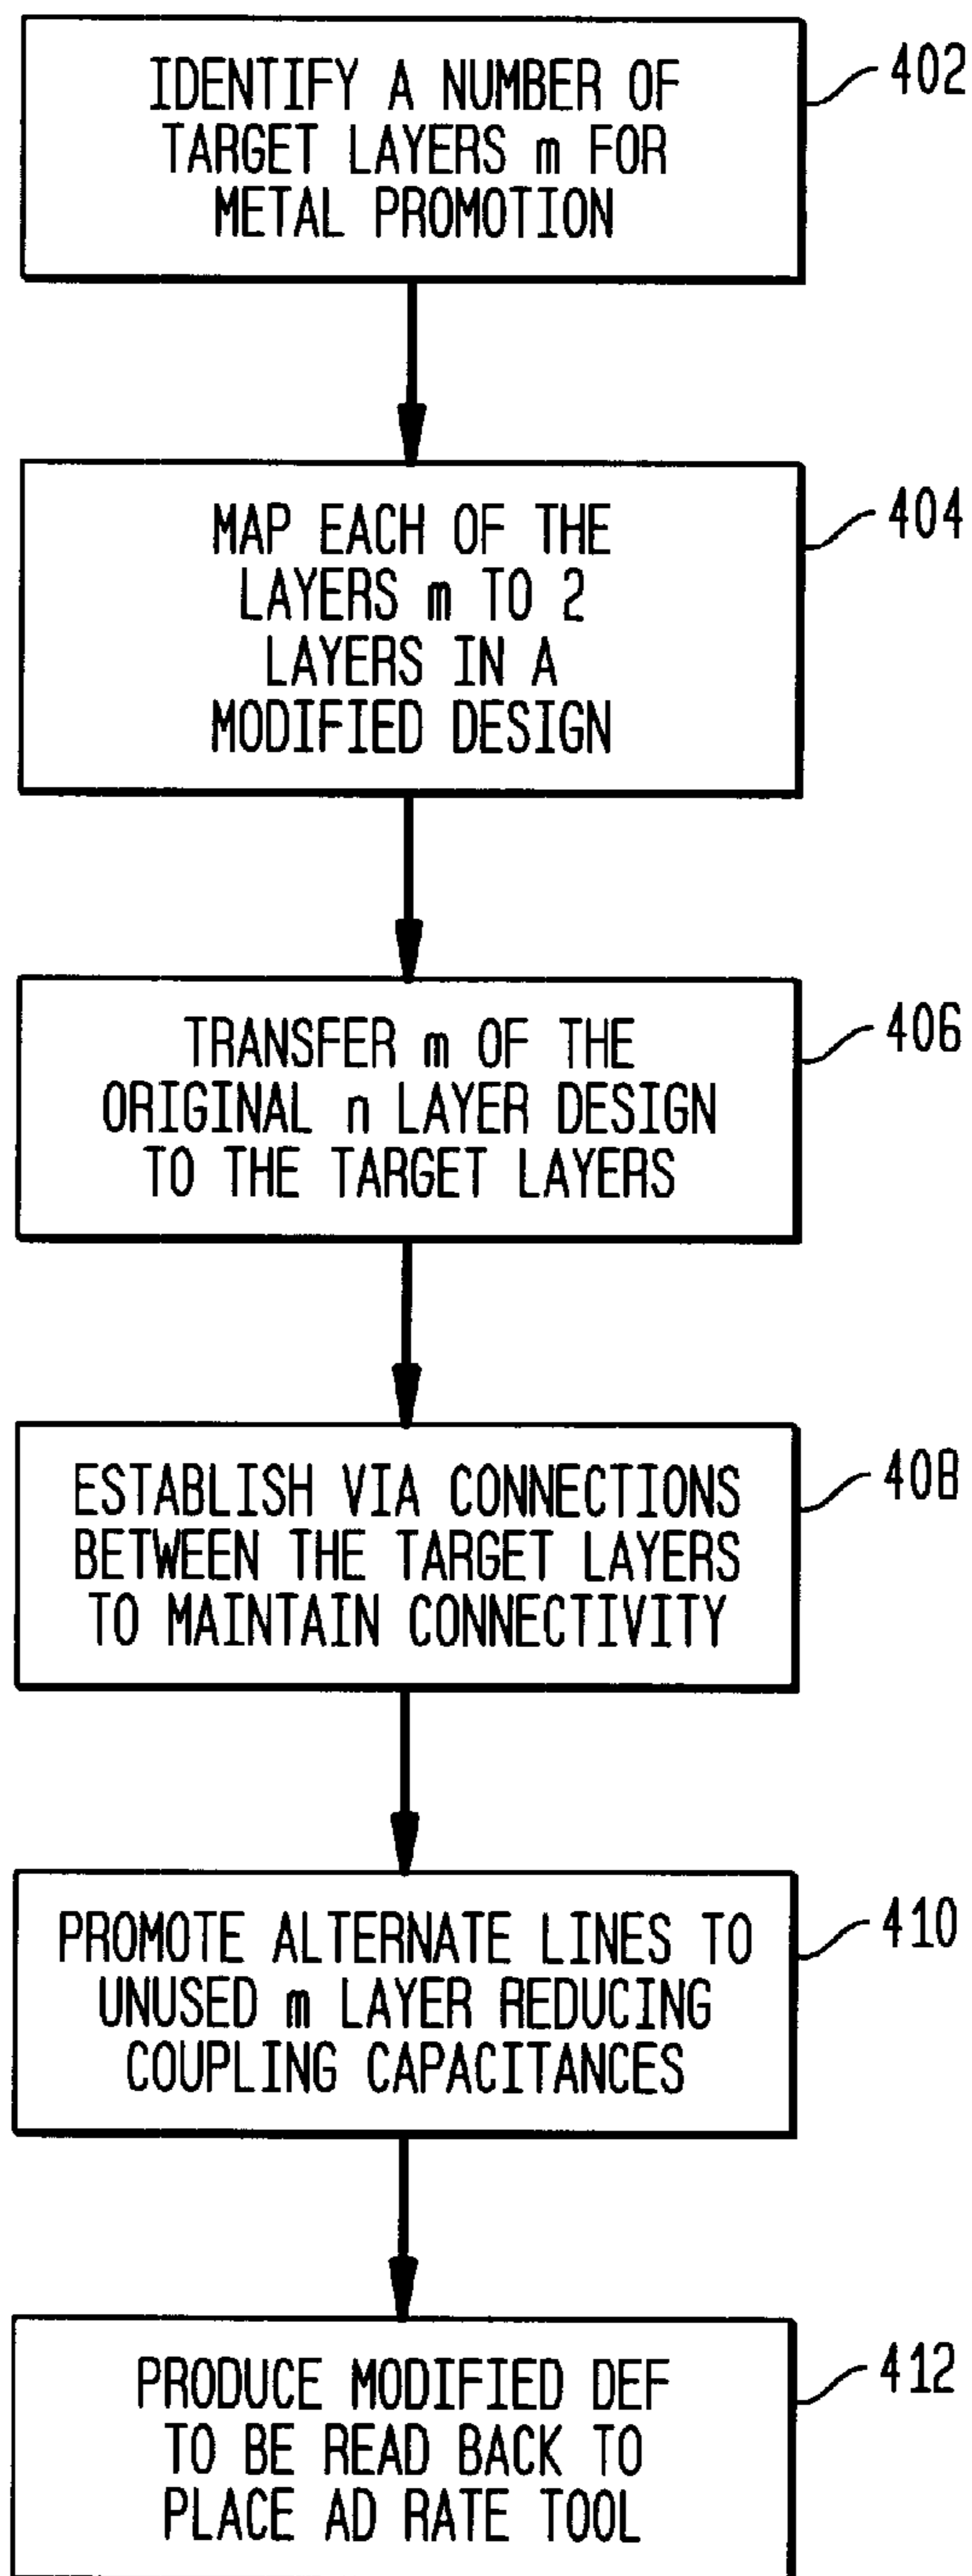 IDENTIFY A NUMBER OF
TARGET LAYERS m FOR
METAL PROMOTION
402
MAP EACH OF THE
LAYERS m TO 2
LAYERS IN A
MODIFIED DESIGN
404
TRANSFER m OF THE
ORIGINAL n LAYER DESIGN
TO THE TARGET LAYERS
406
ESTABLISH VIA CONNECTIONS
BETWEEN THE TARGET LAYERS
TO MAINTAIN CONNECTIVITY
408
PROMOTE ALTERNATE LINES TO
UNUSED m LAYER REDUCING
COUPLING CAPACITANCES
410
PRODUCE MODIFIED DEF
TO BE READ BACK TO
PLACE AD RATE TOOL
412